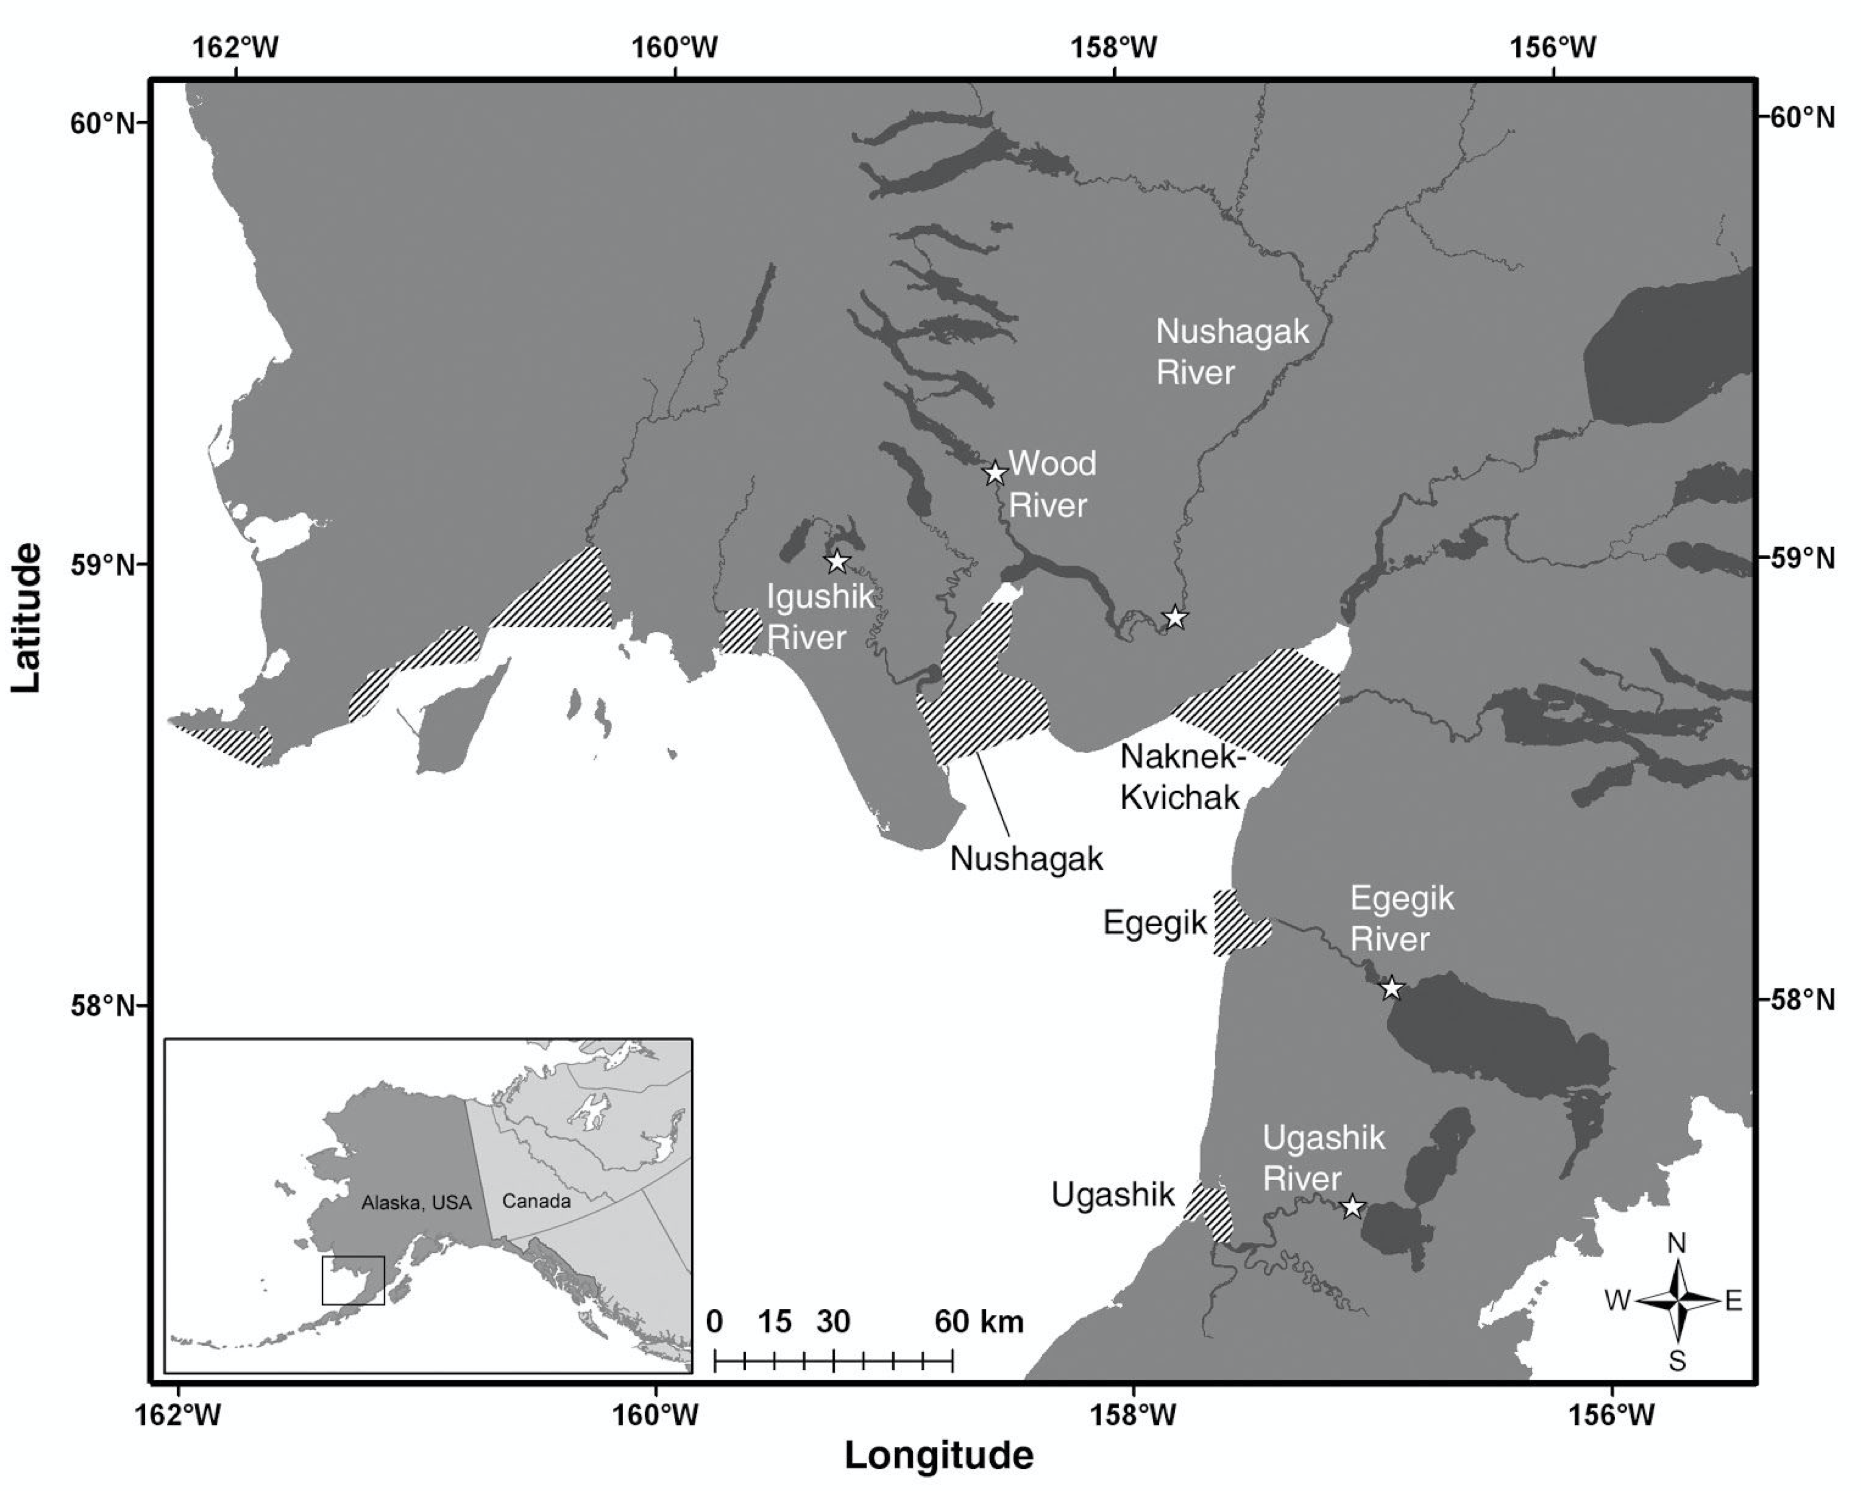 162°W 160°W 158°W 156°W
60°N 60°N
Nushagak
River
Wood
River
59°N 59°N
Latitude
Igushik
River
Naknek-
Kvichak
Nushagak
Egegik
River
Egegik
58°N 58°N
Ugashik
River
Ugashik
Alaska, USA Canada
N
W E
S
0 15 30 60 km
162°W 160°W 158°W 156°W
Longitude